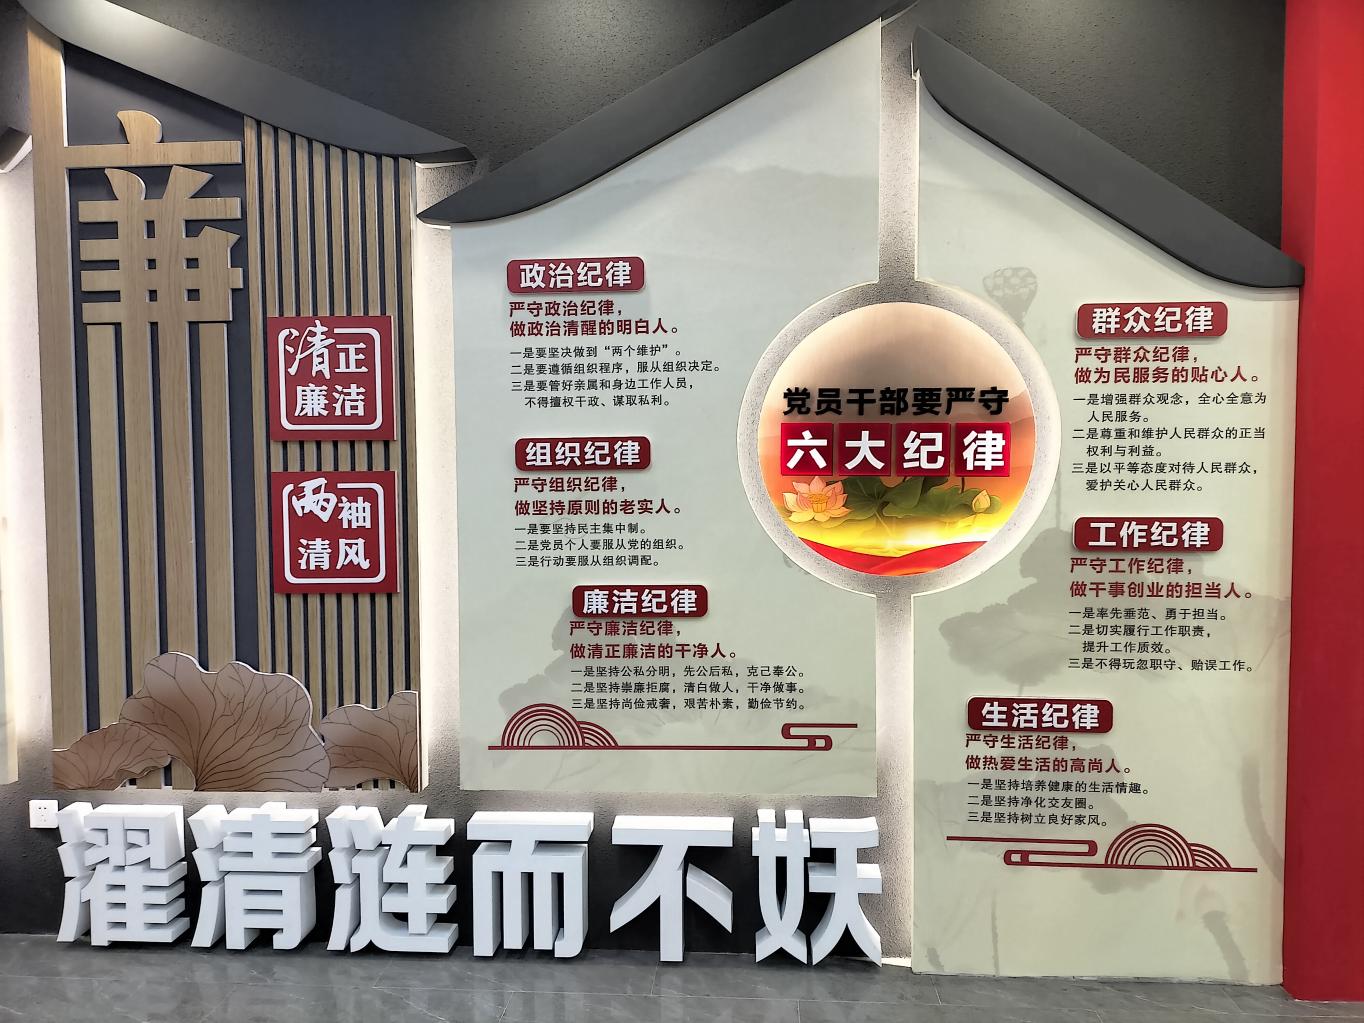 廉
清正
廉洁
两袖
清风
政治纪律
严守政治纪律，
做政治清醒的明白人。
一是要坚决做到“两个维护”。
二是要遵循组织程序，服从组织决定。
三是要管好亲属和身边工作人员，
不得擅权干政、谋取私利。
组织纪律
严守组织纪律，
做坚持原则的老实人。
一是要坚持民主集中制。
二是党员个人要服从党的组织。
三是行动要服从组织调配。
廉洁纪律
严守廉洁纪律，
做清正廉洁的干净人。
一是坚持公私分明，先公后私，克己奉公。
二是坚持崇廉拒腐，清白做人，干净做事。
三是坚持尚俭戒奢，艰苦朴素，勤俭节约。
党员干部要严守
六大纪律
群众纪律
严守群众纪律，
做为民服务的贴心人。
一是增强群众观念，全心全意为
人民服务。
二是尊重和维护人民群众的正当
权利与利益。
三是以平等态度对待人民群众，
爱护关心人民群众。
工作纪律
严守工作纪律，
做干事创业的担当人。
一是率先垂范、勇于担当。
二是切实履行工作职责，
提升工作质效。
三是不得玩忽职守、贻误工作。
生活纪律
严守生活纪律，
做热爱生活的高尚人。
一是坚持培养健康的生活情趣。
二是坚持净化交友圈。
三是坚持树立良好家风。
濯清涟而不妖